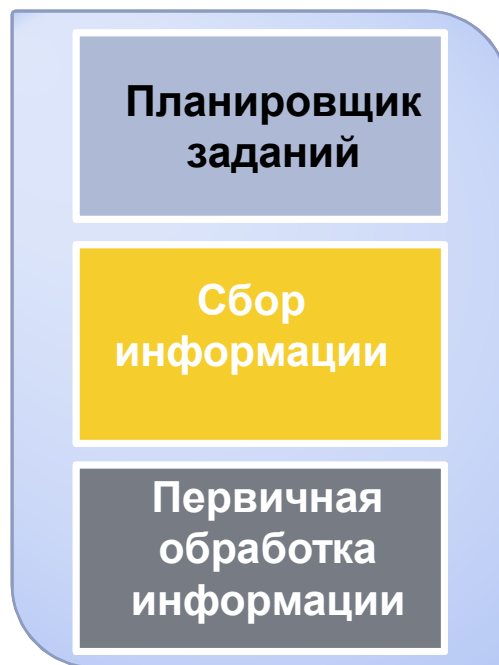 Планировщик
заданий
Сбор
информации
Первичная
обработка
информации